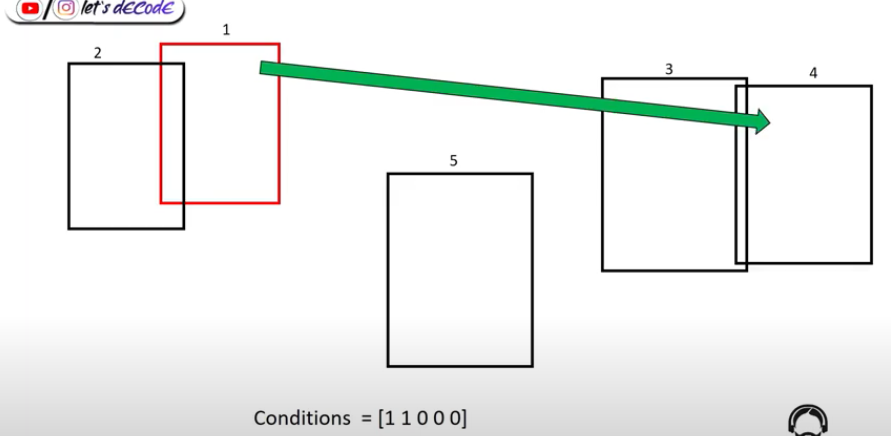 let's dECodE
1
2
3
4
5
Conditions = [1 1 0 0 0]